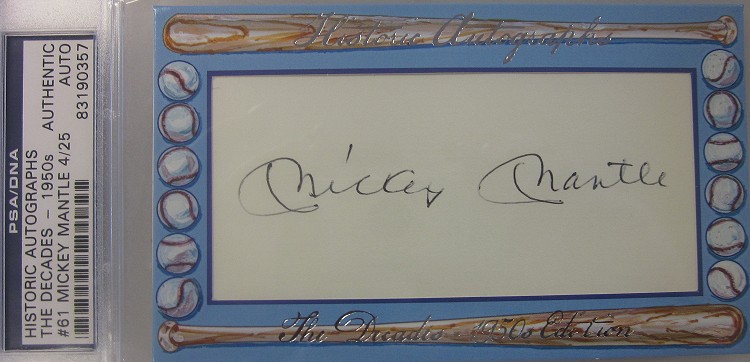 PSA/DNA
HISTORIC AUTOGRAPHS
THE DECADES - 1950s AUTHENTIC
#61 MICKEY MANTLE 4/25 AUTO
83190357
Historic Autographs
Mickey Mantle
The Decades - 1950s Edition